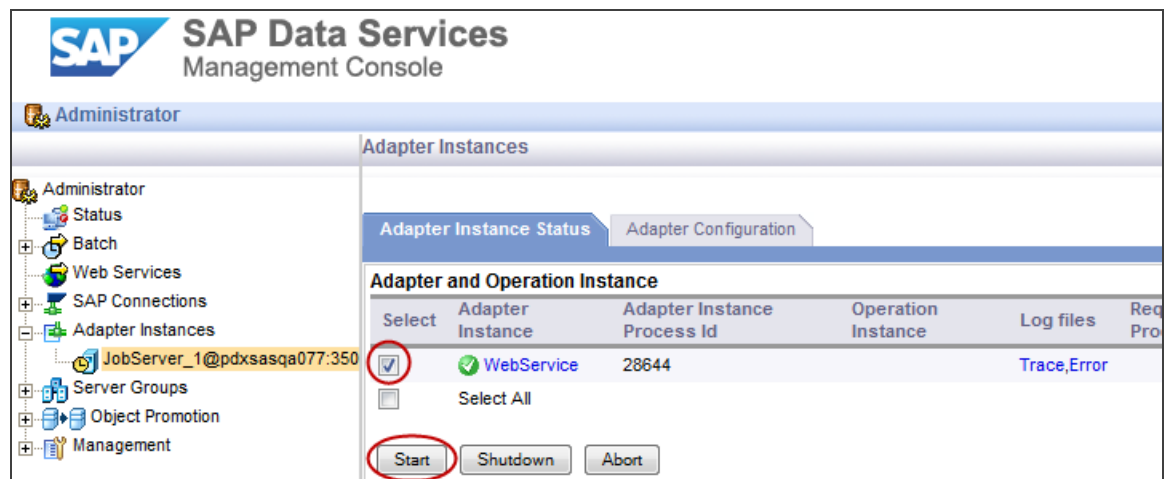 SAP
SAP Data Services
Management Console
Administrator
Adapter Instances
Administrator
Status
Batch
Web Services
SAP Connections
Adapter Instances
JobServer_1@pdxsasqa077:350
Server Groups
Object Promotion
Management
Adapter Instance Status
Adapter Configuration
Adapter and Operation Instance
Select
Adapter
Instance
Adapter Instance
Process Id
Operation
Instance
Log files
Req
Pro
WebService
28644
Trace,Error
Select All
Start
Shutdown
Abort